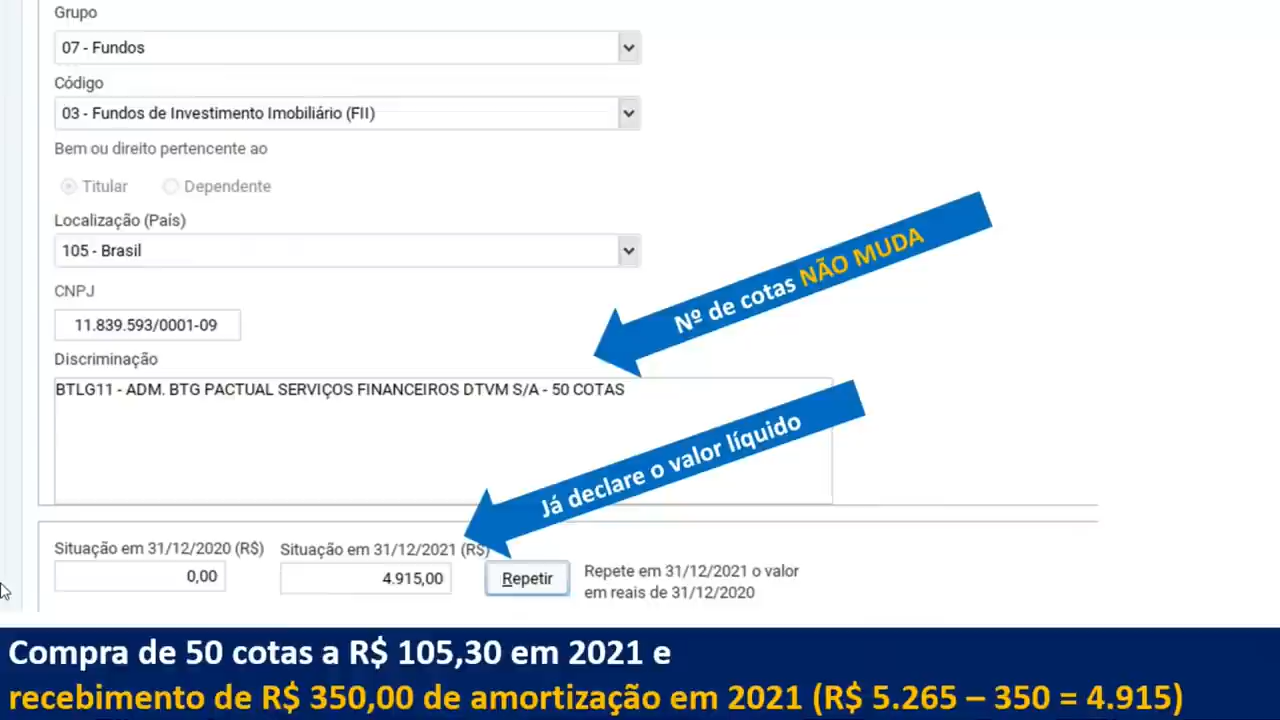 Grupo
07 - Fundos
Código
03 - Fundos de Investimento Imobiliário (FII)
Bem ou direito pertencente ao
Titular Dependente
Localização (País)
105 - Brasil
Nº de cotas NÃO MUDA
CNPJ
11.839.593/0001-09
Discriminação
BTLG11 - ADM. BTG PACTUAL SERVIÇOS FINANCEIROS DTVM S/A - 50 COTAS
Já declare o valor líquido
Situação em 31/12/2020 (R$) Situação em 31/12/2021 (R$)
0,00 4.915,00 Repetir
Repete em 31/12/2021 o valor
em reais de 31/12/2020
Compra de 50 cotas a R$ 105,30 em 2021 e
recebimento de R$ 350,00 de amortização em 2021 (R$ 5.265 – 350 = 4.915)